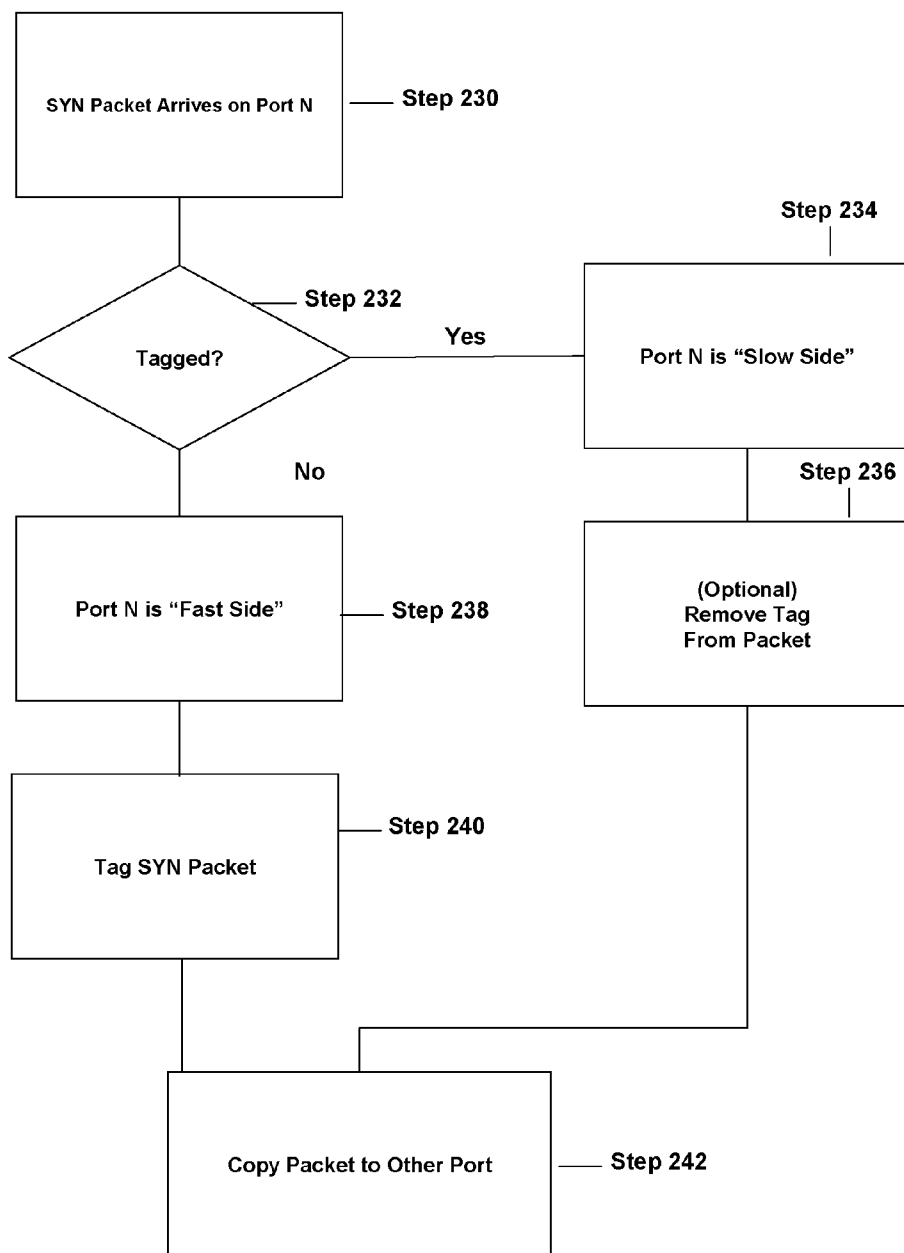 SYN Packet Arrives on Port N
Step 230
Step 234
Step 232
Tagged?
Yes
Port N is “Slow Side”
No
Step 236
Port N is “Fast Side”
Step 238
(Optional)
Remove Tag
From Packet
Step 240
Tag SYN Packet
Copy Packet to Other Port
Step 242